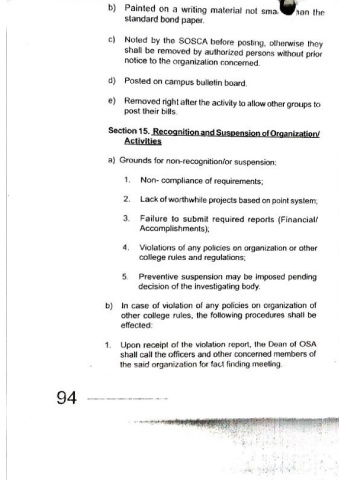 b) Painted on a writing material not sma than the
standard bond paper.
c) Noted by the SOSCA before posting, otherwise they
shall be removed by authorized persons without prior
notice to the organization concerned.
d) Posted on campus bulletin board.
e) Removed right after the activity to allow other groups to
post their bills.
Section 15. Recognition and Suspension of Organization/
Activities
a) Grounds for non-recognition/or suspension:
1. Non- compliance of requirements;
2. Lack of worthwhile projects based on point system;
3. Failure to submit required reports (Financial/
Accomplishments);
4. Violations of any policies on organization or other
college rules and regulations;
5. Preventive suspension may be imposed pending
decision of the investigating body.
b) In case of violation of any policies on organization of
other college rules, the following procedures shall be
effected:
1. Upon receipt of the violation report, the Dean of OSA
shall call the officers and other concerned members of
the said organization for fact finding meeting.
94